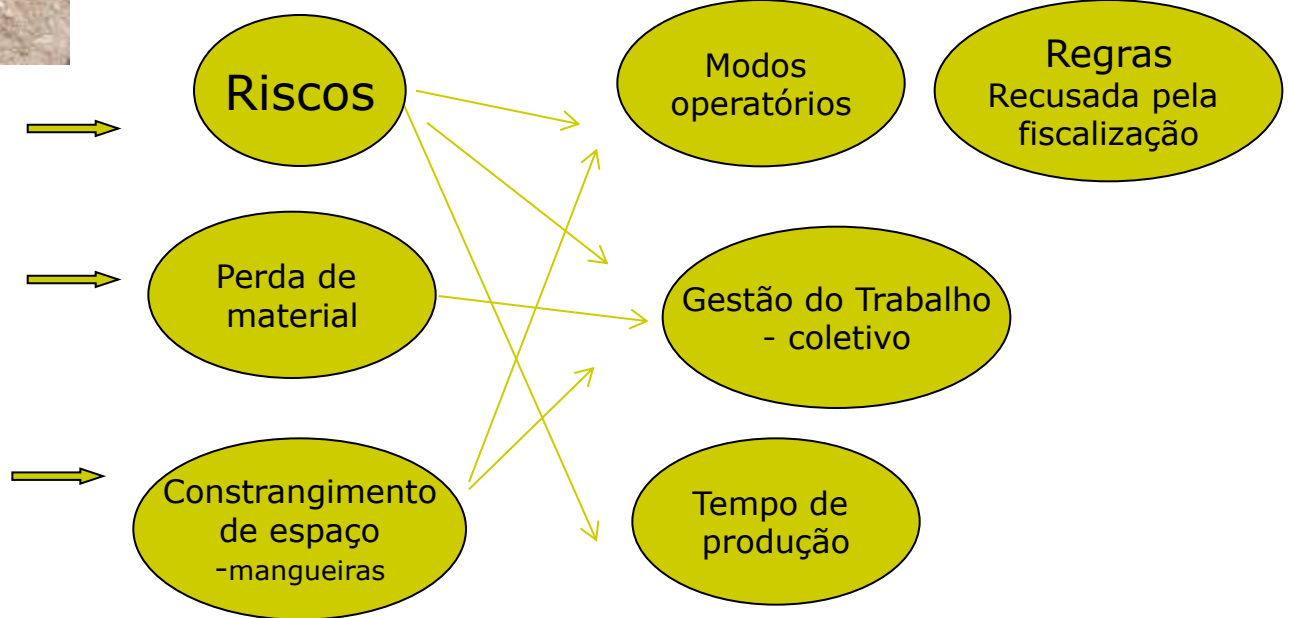 Riscos
Modos
operatórios
Regras
Recusada pela
fiscalização
Perda de
material
Gestão do Trabalho
- coletivo
Constrangimento
de espaço
-mangueiras
Tempo de
produção